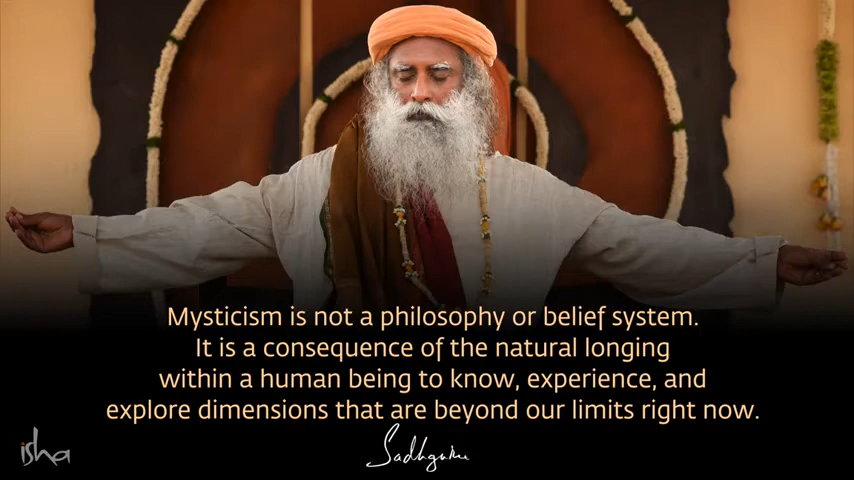 Mysticism is not a philosophy or belief system.
It is a consequence of the natural longing
within a human being to know, experience, and
explore dimensions that are beyond our limits right now.
isha
Sadhguru